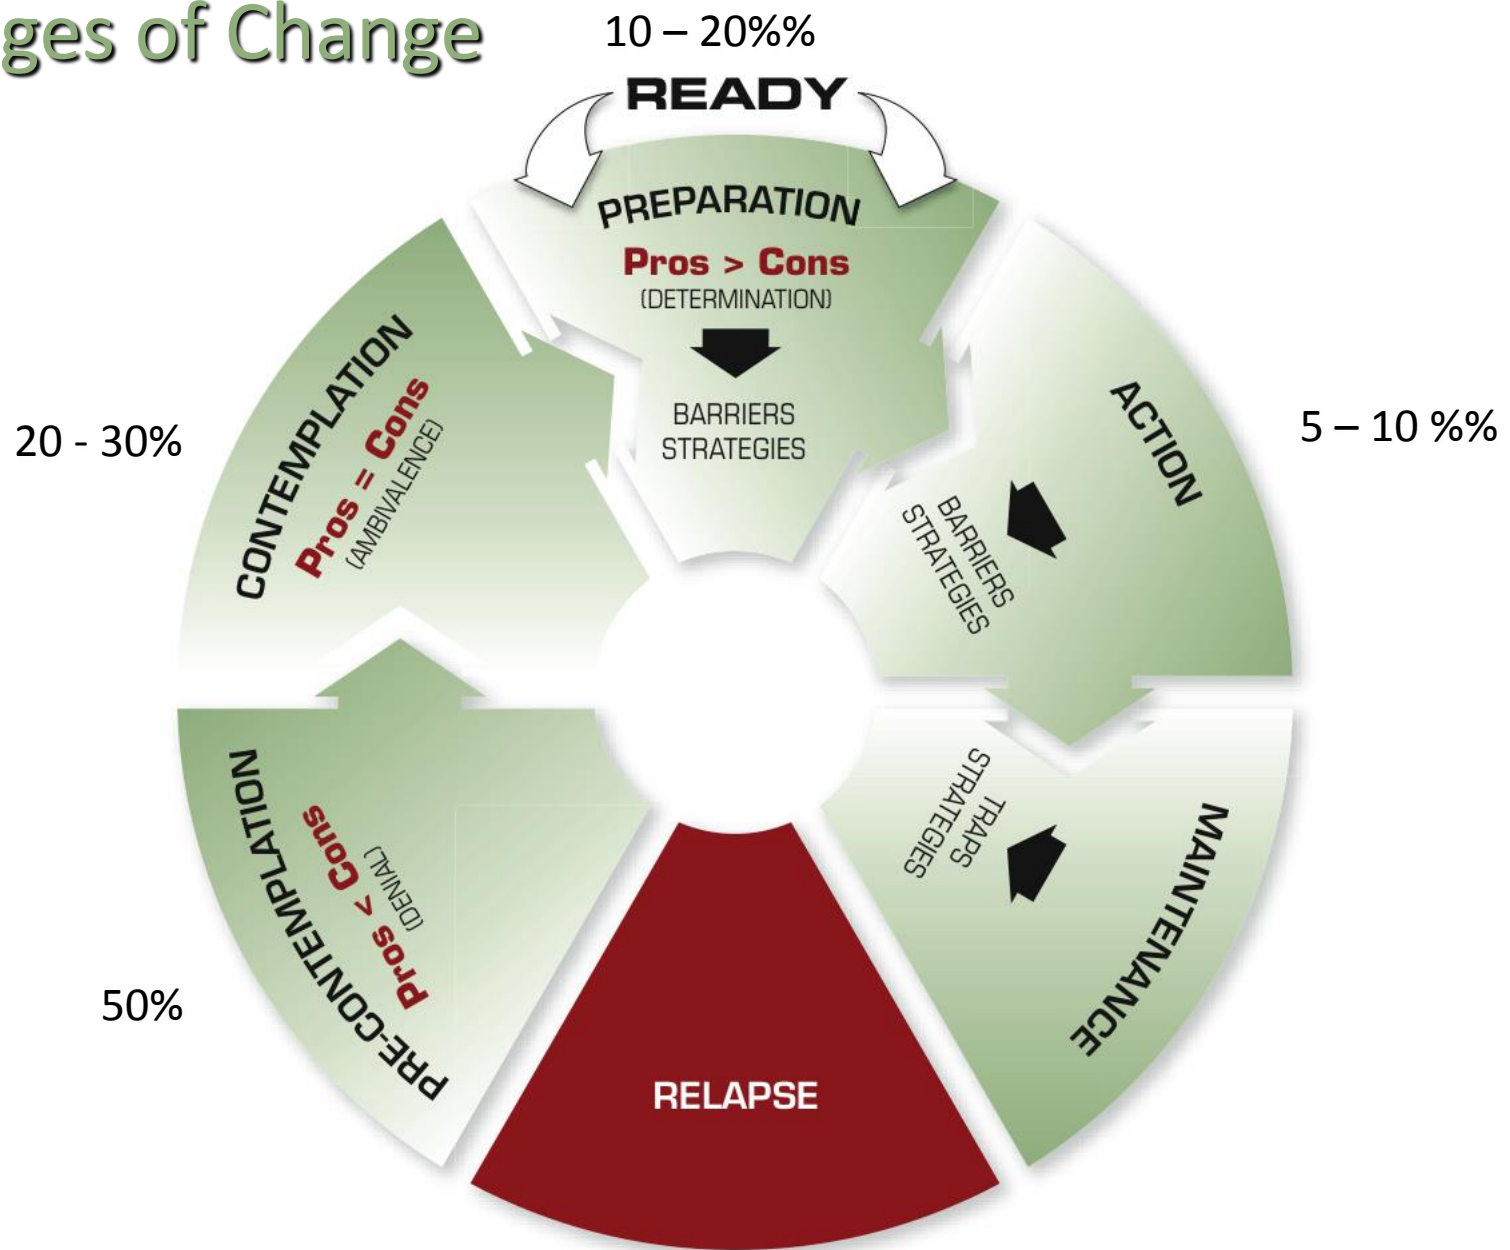 ges of Change
10 – 20%%
READY
PREPARATION
Pros > Cons
(DETERMINATION)
BARRIERS
STRATEGIES
CONTEMPLATION
Pros = Cons
(AMBIVALENCE)
20 - 30%
ACTION
BARRIERS
STRATEGIES
5 – 10 %%
PRE-CONTEMPLATION
Pros < Cons
(DENIAL)
50%
MAINTENANCE
TRAPS
STRATEGIES
RELAPSE